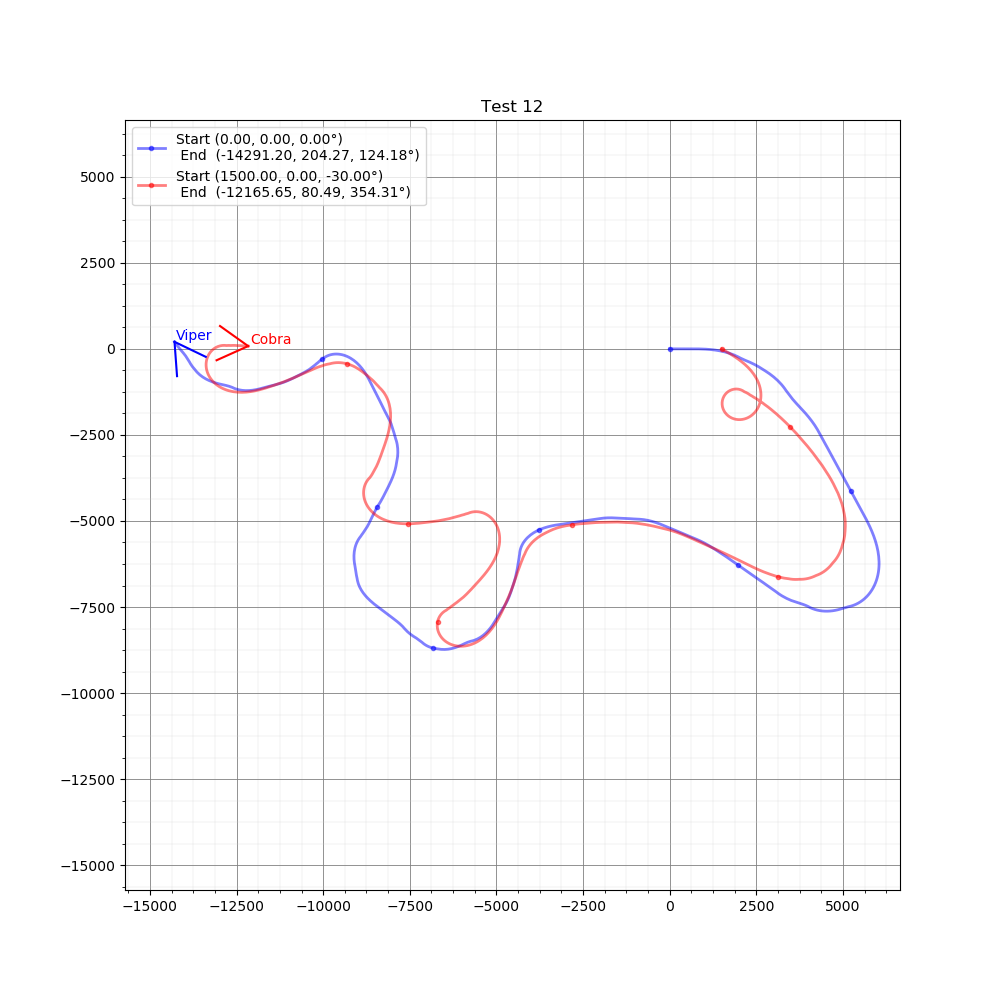 Test 12
Start (0.00, 0.00, 0.00°)
End  (-14291.20, 204.27, 124.18°)
Start (1500.00, 0.00, -30.00°)
End  (-12165.65, 80.49, 354.31°)
5000
2500
0
−2500
−5000
−7500
−10000
−12500
−15000
Viper
Cobra
−15000 −12500 −10000 −7500 −5000 −2500 0 2500 5000